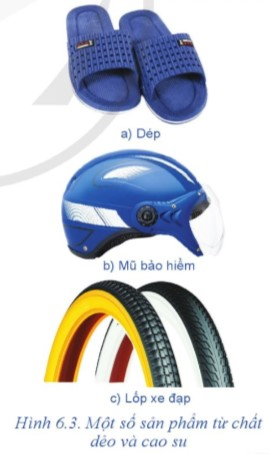 a) Dép
b) Mũ bảo hiểm
c) Lốp xe đạp
Hình 6.3. Một số sản phẩm từ chất
dẻo và cao su